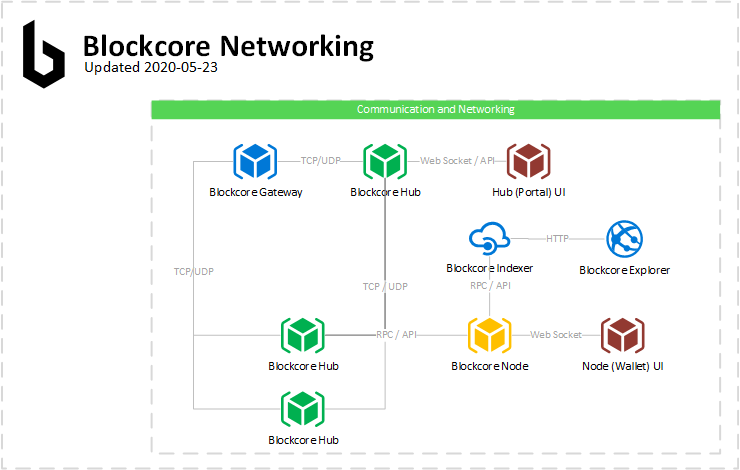 Blockcore Networking
Updated 2020-05-23
Communication and Networking
TCP/UDP
Web Socket / API
Blockcore Gateway
Blockcore Hub
Hub (Portal) UI
HTTP
Blockcore Indexer
Blockcore Explorer
TCP/UDP
TCP / UDP
RPC / API
RPC / API
Web Socket
Blockcore Hub
Blockcore Node
Node (Wallet) UI
Blockcore Hub